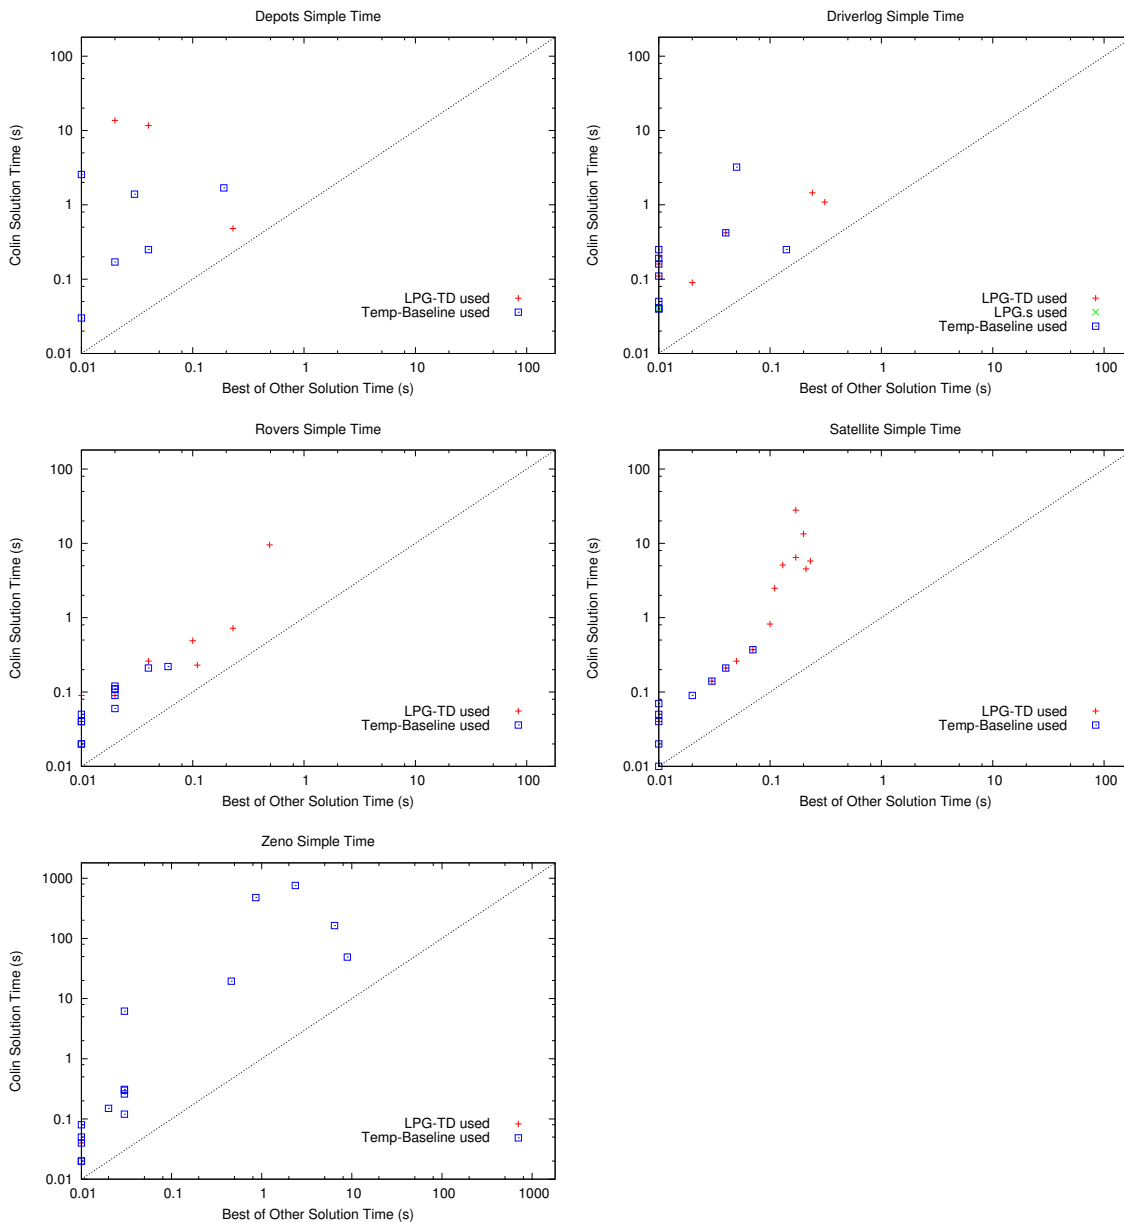 Depots Simple Time
100
10
1
0.1
0.01
0.01 0.1 1 10 100
Colin Solution Time (s)
Best of Other Solution Time (s)
LPG-TD used
Temp-Baseline used
Driverlog Simple Time
100
10
1
0.1
0.01
0.01 0.1 1 10 100
Colin Solution Time (s)
Best of Other Solution Time (s)
LPG-TD used
LPG.s used
Temp-Baseline used
Rovers Simple Time
100
10
1
0.1
0.01
0.01 0.1 1 10 100
Colin Solution Time (s)
Best of Other Solution Time (s)
LPG-TD used
Temp-Baseline used
Satellite Simple Time
100
10
1
0.1
0.01
0.01 0.1 1 10 100
Colin Solution Time (s)
Best of Other Solution Time (s)
LPG-TD used
Temp-Baseline used
Zeno Simple Time
1000
100
10
1
0.1
0.01
0.01 0.1 1 10 100 1000
Colin Solution Time (s)
Best of Other Solution Time (s)
LPG-TD used
Temp-Baseline used